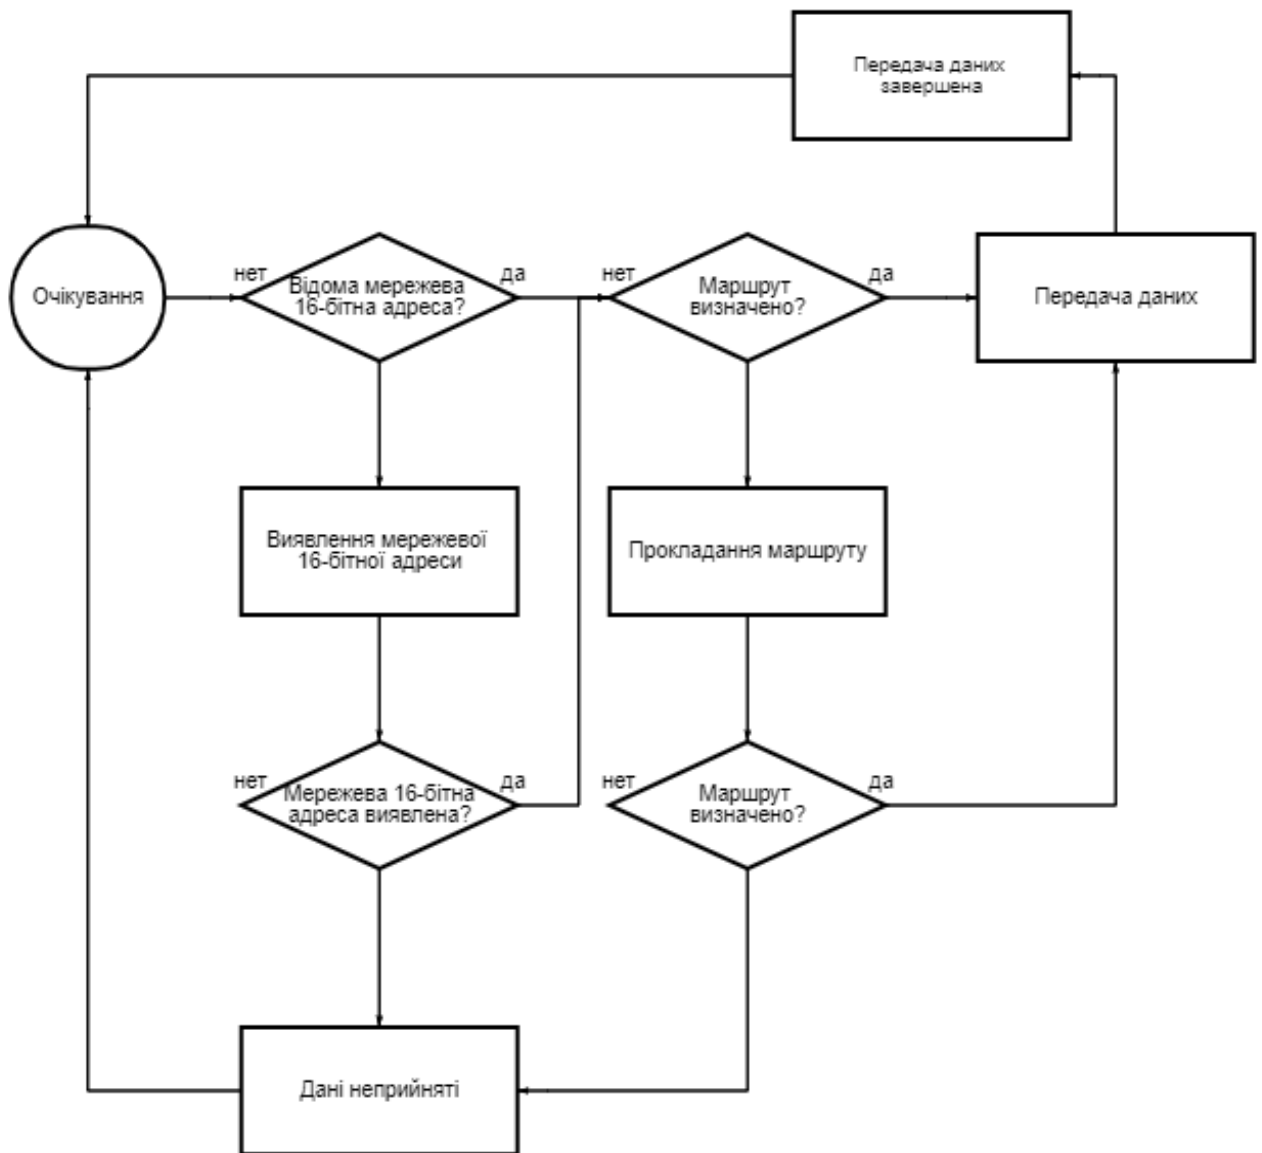 Передача даних
завершена
Очікування
нет
Відома мережева
16-бітна адреса?
да
нет
Маршрут
визначено?
да
Передача даних
Виявлення мережевої
16-бітної адреси
Прокладання маршруту
нет
Мережева 16-бітна
адреса виявлена?
да
нет
Маршрут
визначено?
да
Дані неприйняті